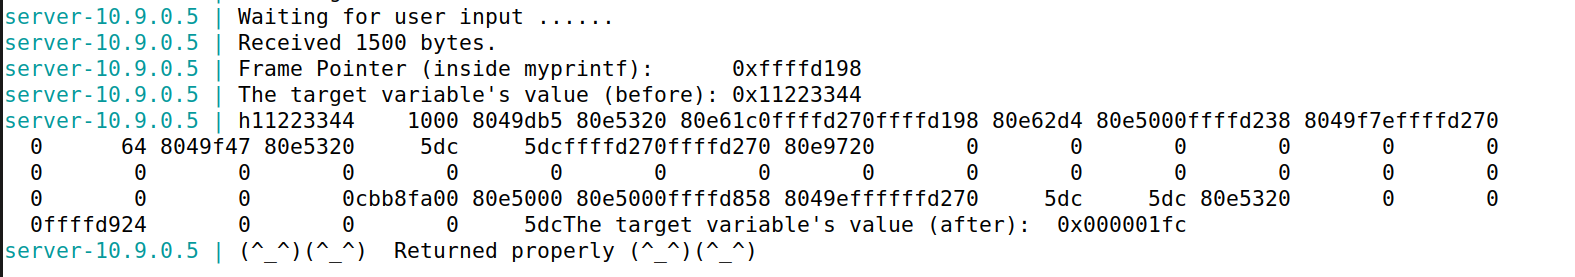 server-10.9.0.5 | Waiting for user input ......
server-10.9.0.5 | Received 1500 bytes.
server-10.9.0.5 | Frame Pointer (inside myprintf):      0xffffd198
server-10.9.0.5 | The target variable's value (before): 0x11223344
server-10.9.0.5 | h11223344    1000 8049db5 80e5320 80e61c0ffffd270ffffd198 80e62d4 80e5000ffffd238 8049f7effffd270
  0      64 8049f47 80e5320     5dc     5dcffffd270ffffd270 80e9720       0       0       0       0       0       0
  0       0       0       0       0       0       0       0       0       0       0       0       0       0       0
  0       0       0       0cbb8fa00 80e5000 80e5000ffffd858 8049effffffd270     5dc     5dc 80e5320       0       0
  0ffffd924       0       0       0     5dcThe target variable's value (after):  0x000001fc
server-10.9.0.5 | (^_^)(^_^)  Returned properly (^_^)(^_^)